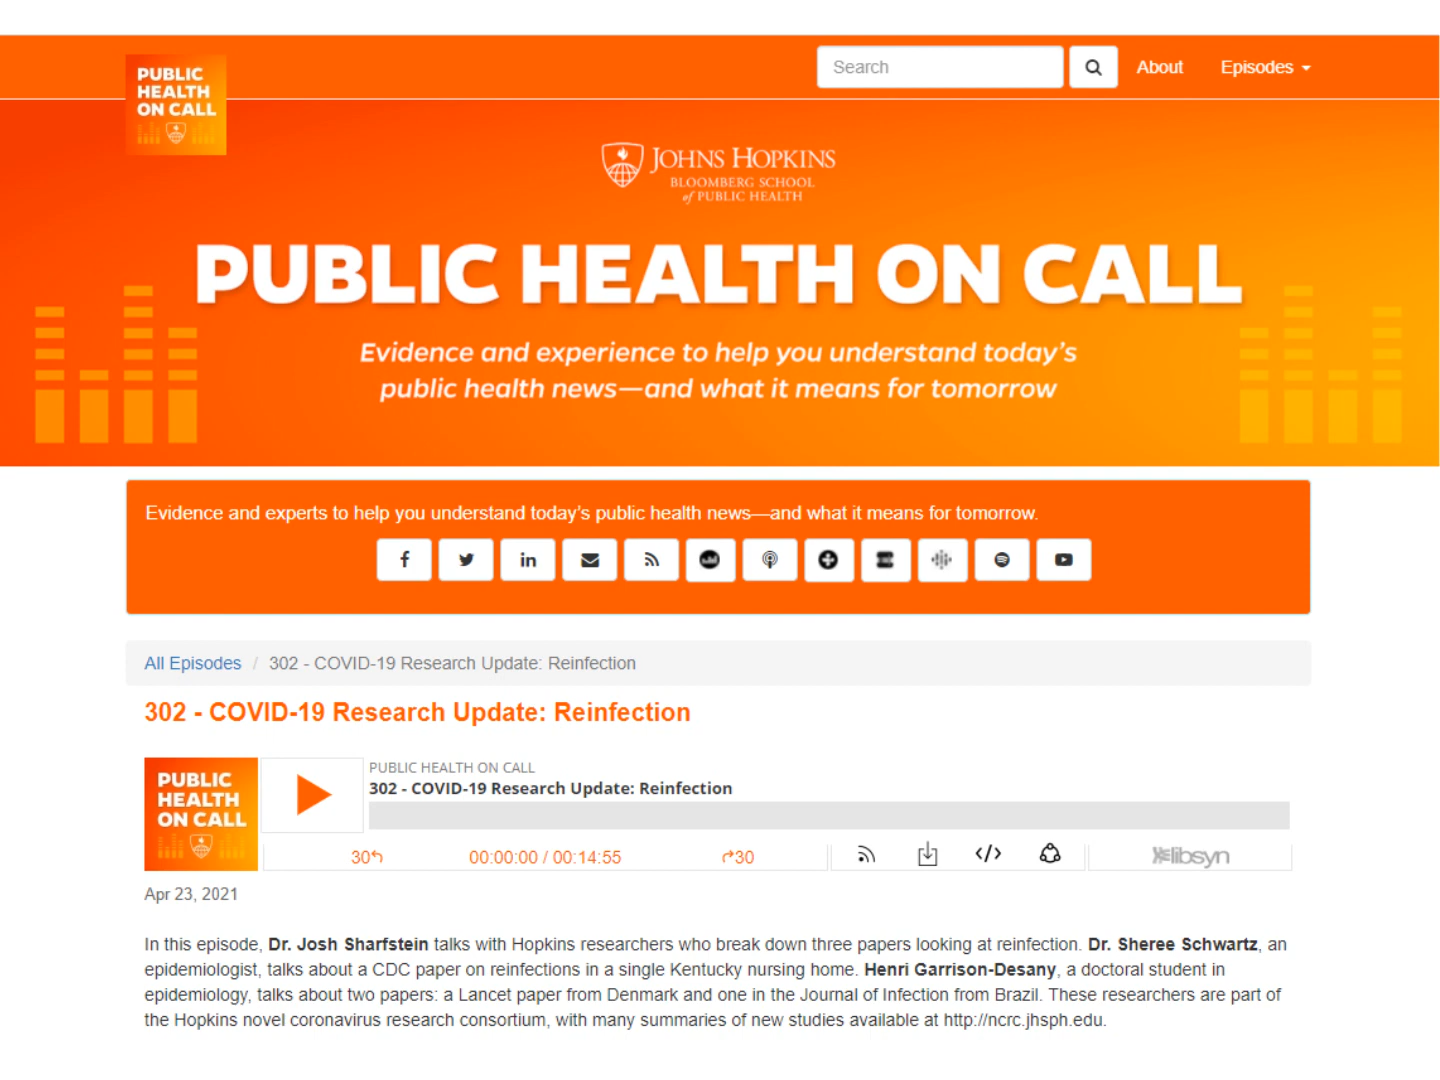 PUBLIC
HEALTH
ON CALL
Search
About
Episodes
JOHNS HOPKINS
BLOOMBERG SCHOOL
of PUBLIC HEALTH
PUBLIC HEALTH ON CALL
Evidence and experience to help you understand today's
public health news—and what it means for tomorrow
Evidence and experts to help you understand today's public health news—and what it means for tomorrow.
All Episodes / 302 - COVID-19 Research Update: Reinfection
302 - COVID-19 Research Update: Reinfection
PUBLIC
HEALTH
ON CALL
PUBLIC HEALTH ON CALL
302 - COVID-19 Research Update: Reinfection
30 00:00:00 / 00:14:55 30
libsyn
Apr 23, 2021
In this episode, Dr. Josh Sharfstein talks with Hopkins researchers who break down three papers looking at reinfection. Dr. Sheree Schwartz, an
epidemiologist, talks about a CDC paper on reinfections in a single Kentucky nursing home. Henri Garrison-Desany, a doctoral student in
epidemiology, talks about two papers: a Lancet paper from Denmark and one in the Journal of Infection from Brazil. These researchers are part of
the Hopkins novel coronavirus research consortium, with many summaries of new studies available at http://ncrc.jhsph.edu.